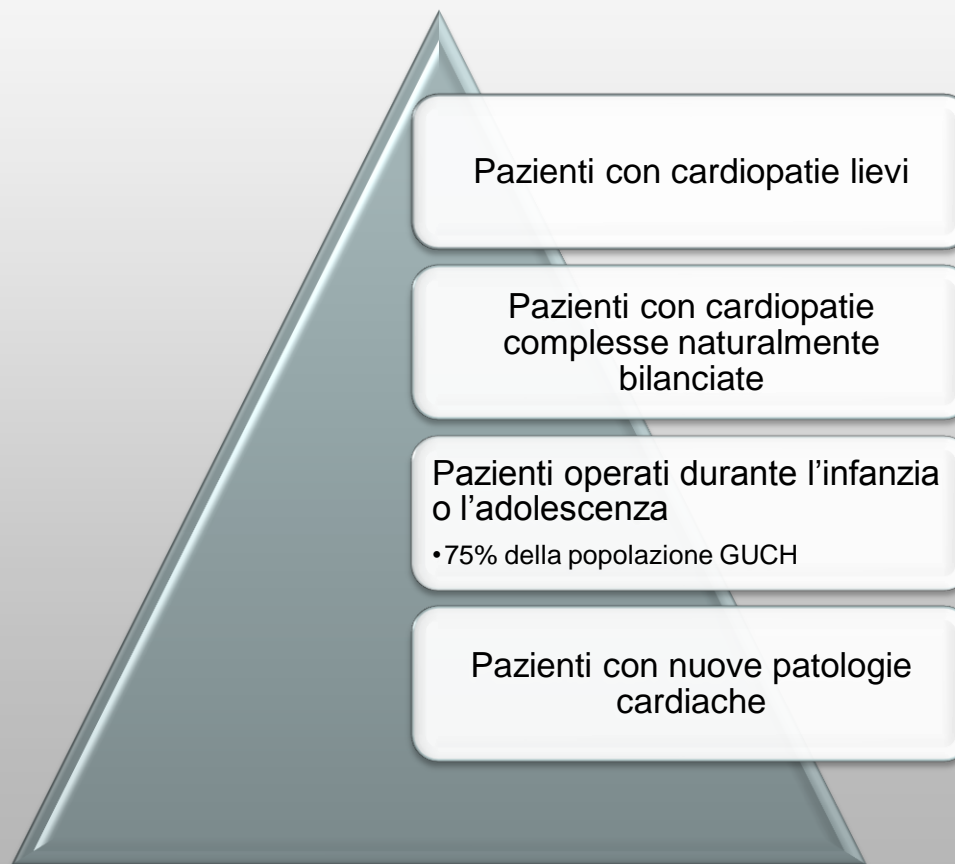 Pazienti con cardiopatie lievi
Pazienti con cardiopatie
complesse naturalmente
bilanciate
Pazienti operati durante l’infanzia
o l’adolescenza
•75% della popolazione GUCH
Pazienti con nuove patologie
cardiache